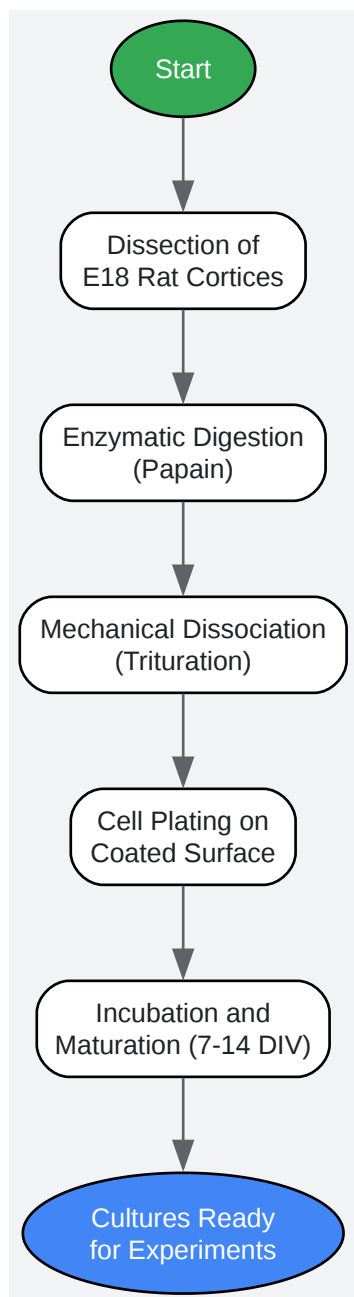 Start
Dissection of
E18 Rat Cortices
Enzymatic Digestion
(Papain)
Mechanical Dissociation
(Trituration)
Cell Plating on
Coated Surface
Incubation and
Maturation (7-14 DIV)
Cultures Ready
for Experiments